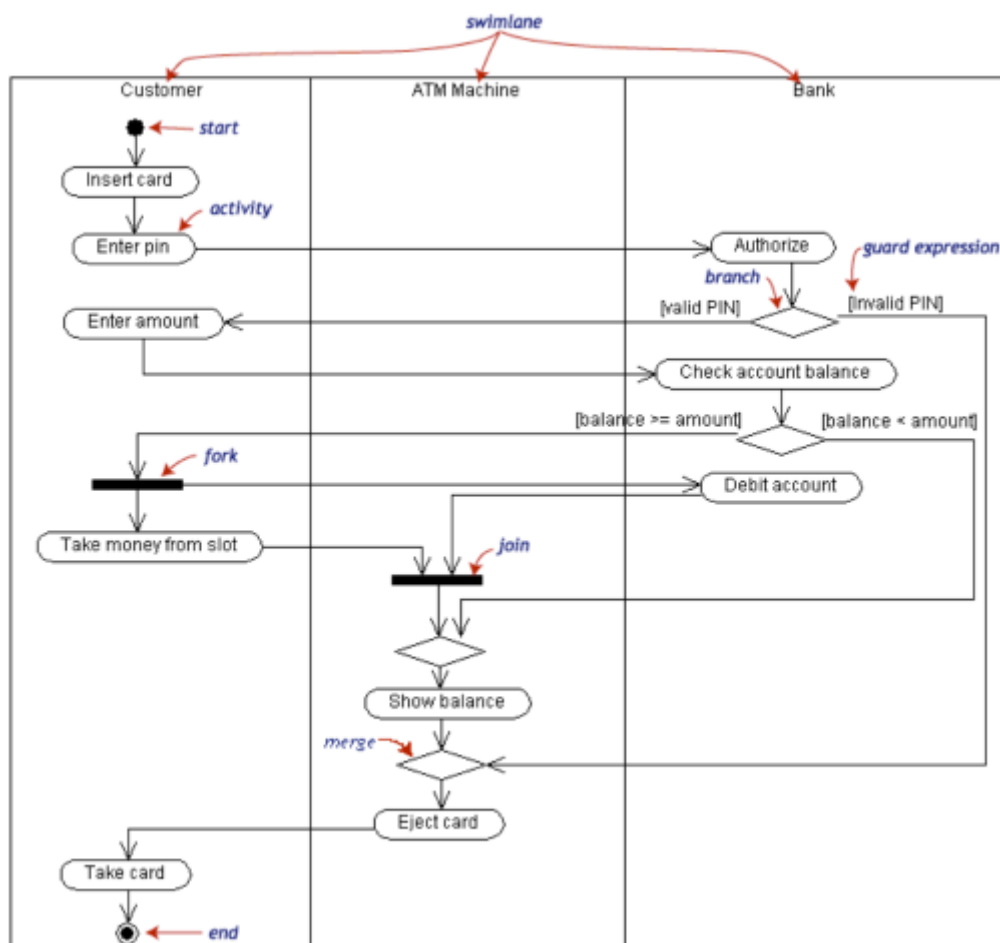 swimlane
Customer
ATM Machine
Bank
start
Insert card
activity
Enter pin
Authorize
guard expression
branch
[valid PIN]
[Invalid PIN]
Enter amount
Check account balance
[balance >= amount]
[balance < amount]
fork
Debit account
Take money from slot
join
Show balance
merge
Eject card
Take card
end